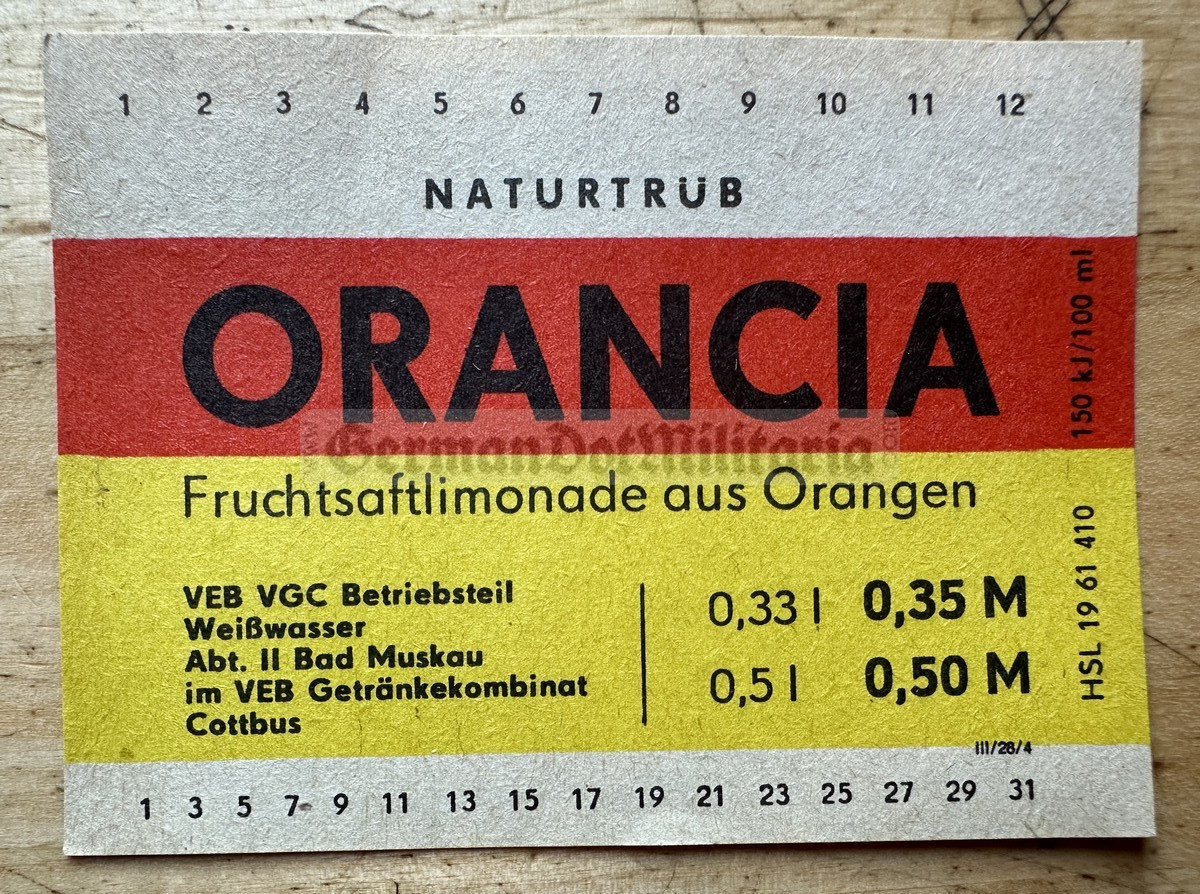 1 2 3 4 5 6 7 8 9 10 11 12
NATURTRÜB
ORANCIA
150 kJ/100 ml
GermanDotMilitaria
Fruchtsaftlimonade aus Orangen
VEB VGC Betriebsteil
Weißwasser
Abt. II Bad Muskau
im VEB Getränkekombinat
Cottbus
0,33 l 0,35 M
0,5 l 0,50 M
HSL 19 61 410
III/28/4
1 3 5 7 9 11 13 15 17 19 21 23 25 27 29 31